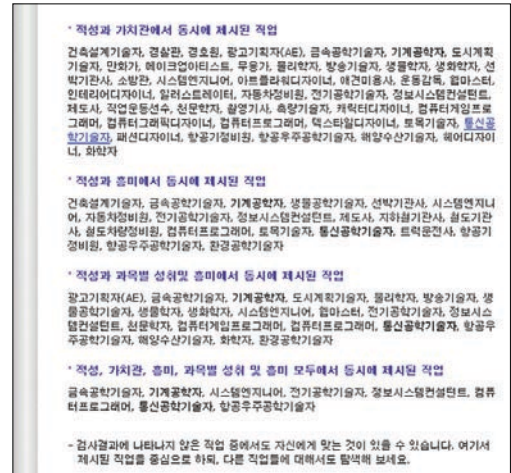 * 적성과 가치관에서 동시에 제시된 직업
건축설계기술자, 경찰관, 경호원, 광고기획자(AE), 금속공학기술자, 기계공학자, 도시계획
기술자, 만화가, 메이크업아티스트, 무용가, 물리학자, 방송기술자, 생물학자, 생화학자, 선
박기관사, 소방관, 시스템엔지니어, 아트플라워디자이너, 애견미용사, 운동감독, 웹마스터,
인테리어디자이너, 일러스트레이터, 자동차정비원, 전기공학기술자, 정보시스템컨설턴트,
제도사, 직업운동선수, 천문학자, 촬영기사, 측량기술자, 캐릭터디자이너, 컴퓨터게임프로
그래머, 컴퓨터그래픽디자이너, 컴퓨터프로그래머, 텍스타일디자이너, 토목기술자, 통신공
학기술자, 패션디자이너, 항공기정비원, 항공우주공학기술자, 해양수산기술자, 헤어디자이
너, 화학자
* 적성과 흥미에서 동시에 제시된 직업
건축설계기술자, 금속공학기술자, 기계공학자, 생물공학기술자, 선박기관사, 시스템엔지니
어, 자동차정비원, 전기공학기술자, 정보시스템컨설턴트, 제도사, 지하철기관사, 철도기관
사, 철도차량정비원, 컴퓨터프로그래머, 토목기술자, 통신공학기술자, 트럭운전사, 항공기
정비원, 항공우주공학기술자, 환경공학기술자
* 적성과 과목별 성취및 흥미에서 동시에 제시된 직업
광고기획자(AE), 금속공학기술자, 기계공학자, 도시계획기술자, 물리학자, 방송기술자, 생
물공학기술자, 생물학자, 생화학자, 시스템엔지니어, 웹마스터, 전기공학기술자, 정보시스
템컨설턴트, 천문학자, 컴퓨터게임프로그래머, 컴퓨터프로그래머, 통신공학기술자, 항공우
주공학기술자, 해양수산기술자, 화학자, 환경공학기술자
* 적성, 가치관, 흥미, 과목별 성취 및 흥미 모두에서 동시에 제시된 직업
금속공학기술자, 기계공학자, 시스템엔지니어, 전기공학기술자, 정보시스템컨설턴트, 컴퓨
터프로그래머, 통신공학기술자, 항공우주공학기술자
- 검사결과에 나타나지 않은 직업 중에서도 자신에게 맞는 것이 있을 수 있습니다. 여기서
제시된 직업을 중심으로 하되, 다른 직업들에 대해서도 탐색해 보세요.